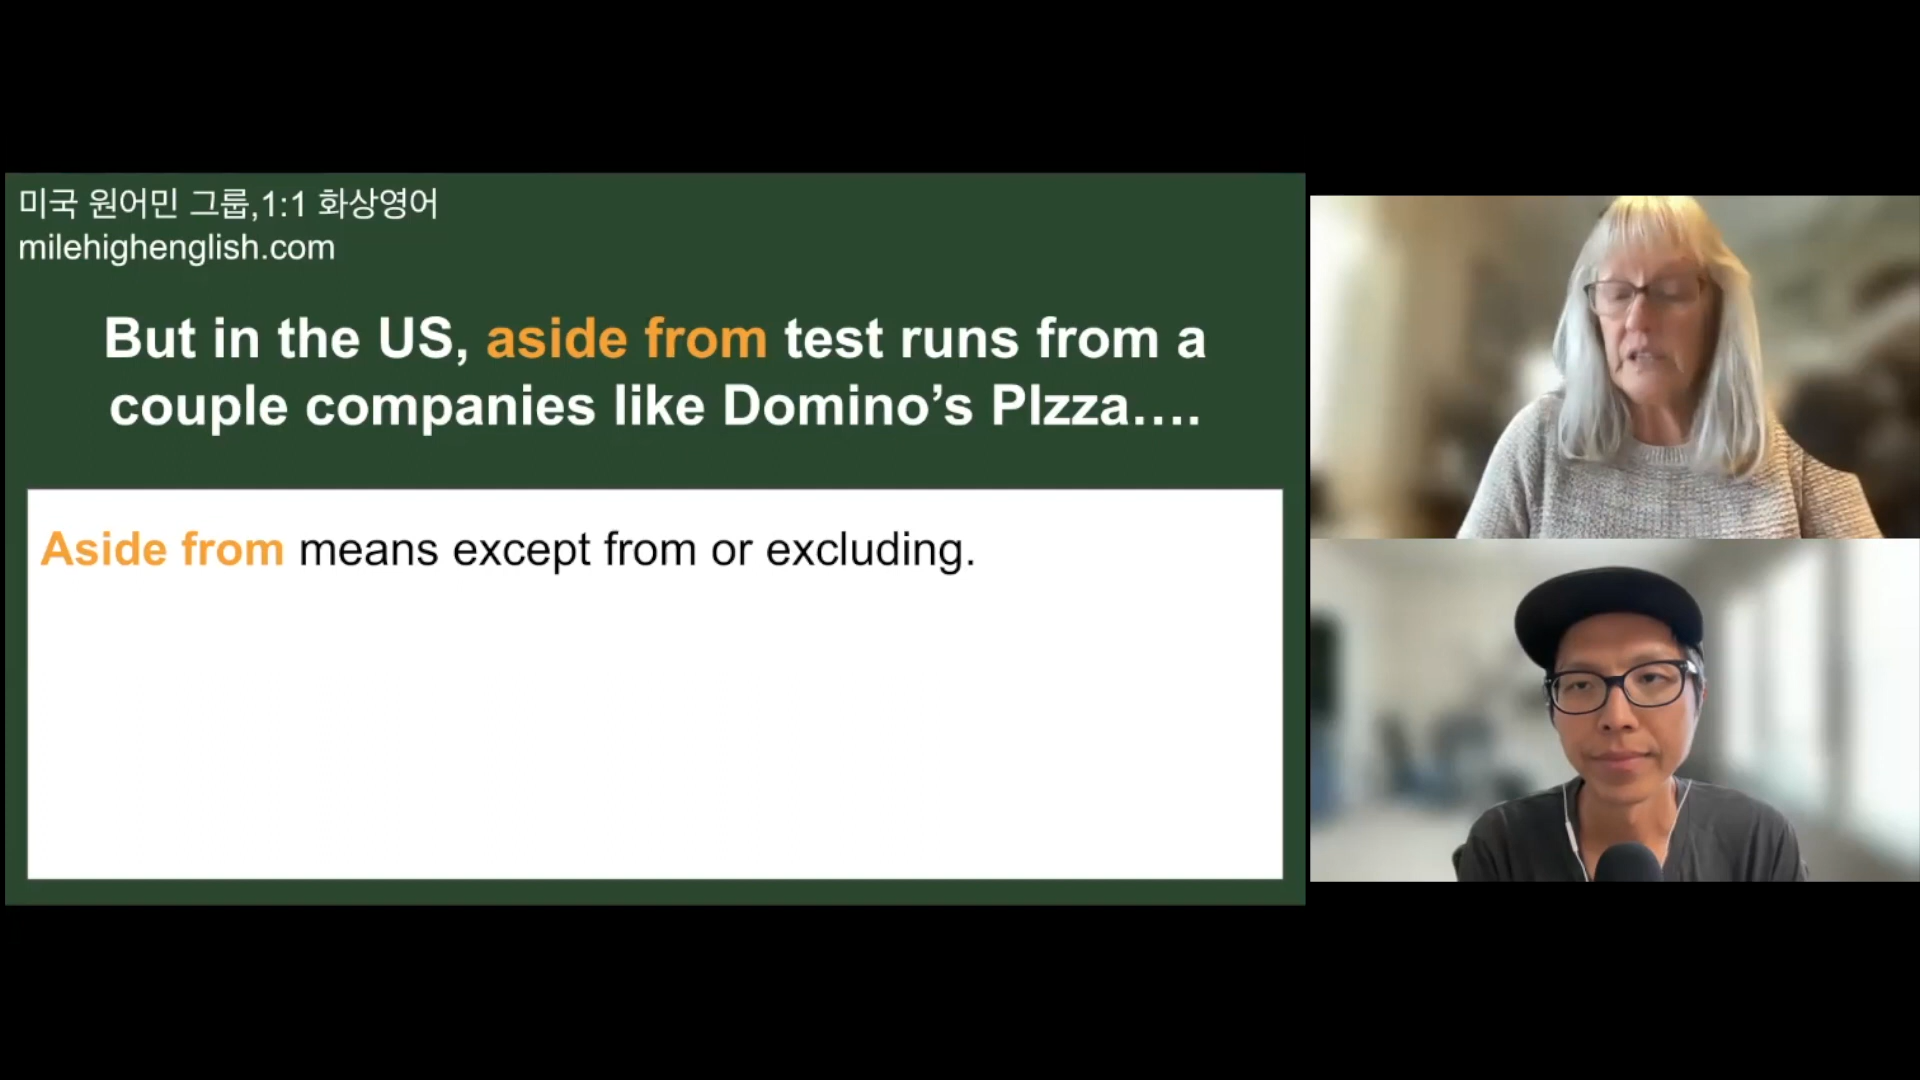 미국 원어민 그룹,1:1 화상영어
milehighenglish.com
But in the US, aside from test runs from a
couple companies like Domino’s PIzza….
Aside from means except from or excluding.